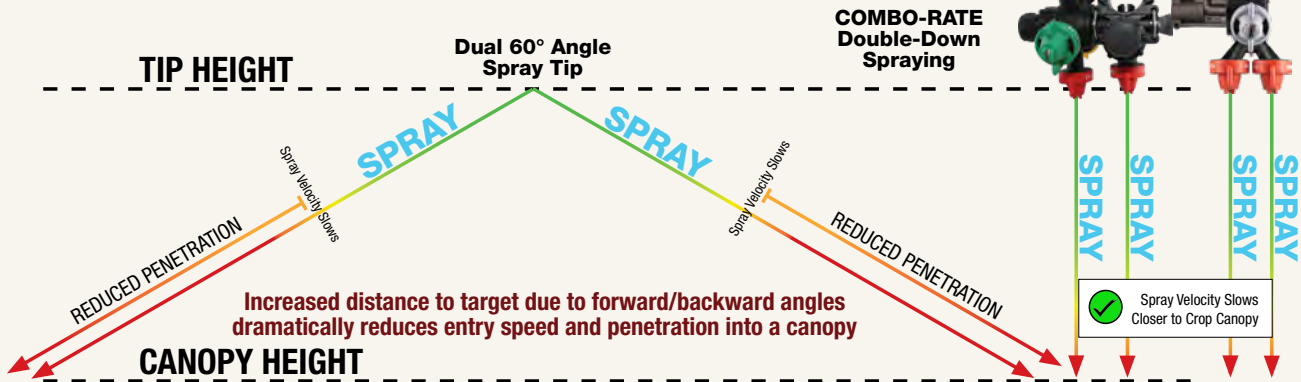 COMBO-RATE
Double-Down
Spraying
Dual 60° Angle
Spray Tip
TIP HEIGHT
SPRAY
SPRAY
SPRAY
SPRAY
SPRAY
SPRAY
Spray Velocity Slows
Spray Velocity Slows
REDUCED PENETRATION
REDUCED PENETRATION
Increased distance to target due to forward/backward angles
dramatically reduces entry speed and penetration into a canopy
Spray Velocity Slows
Closer to Crop Canopy
CANOPY HEIGHT